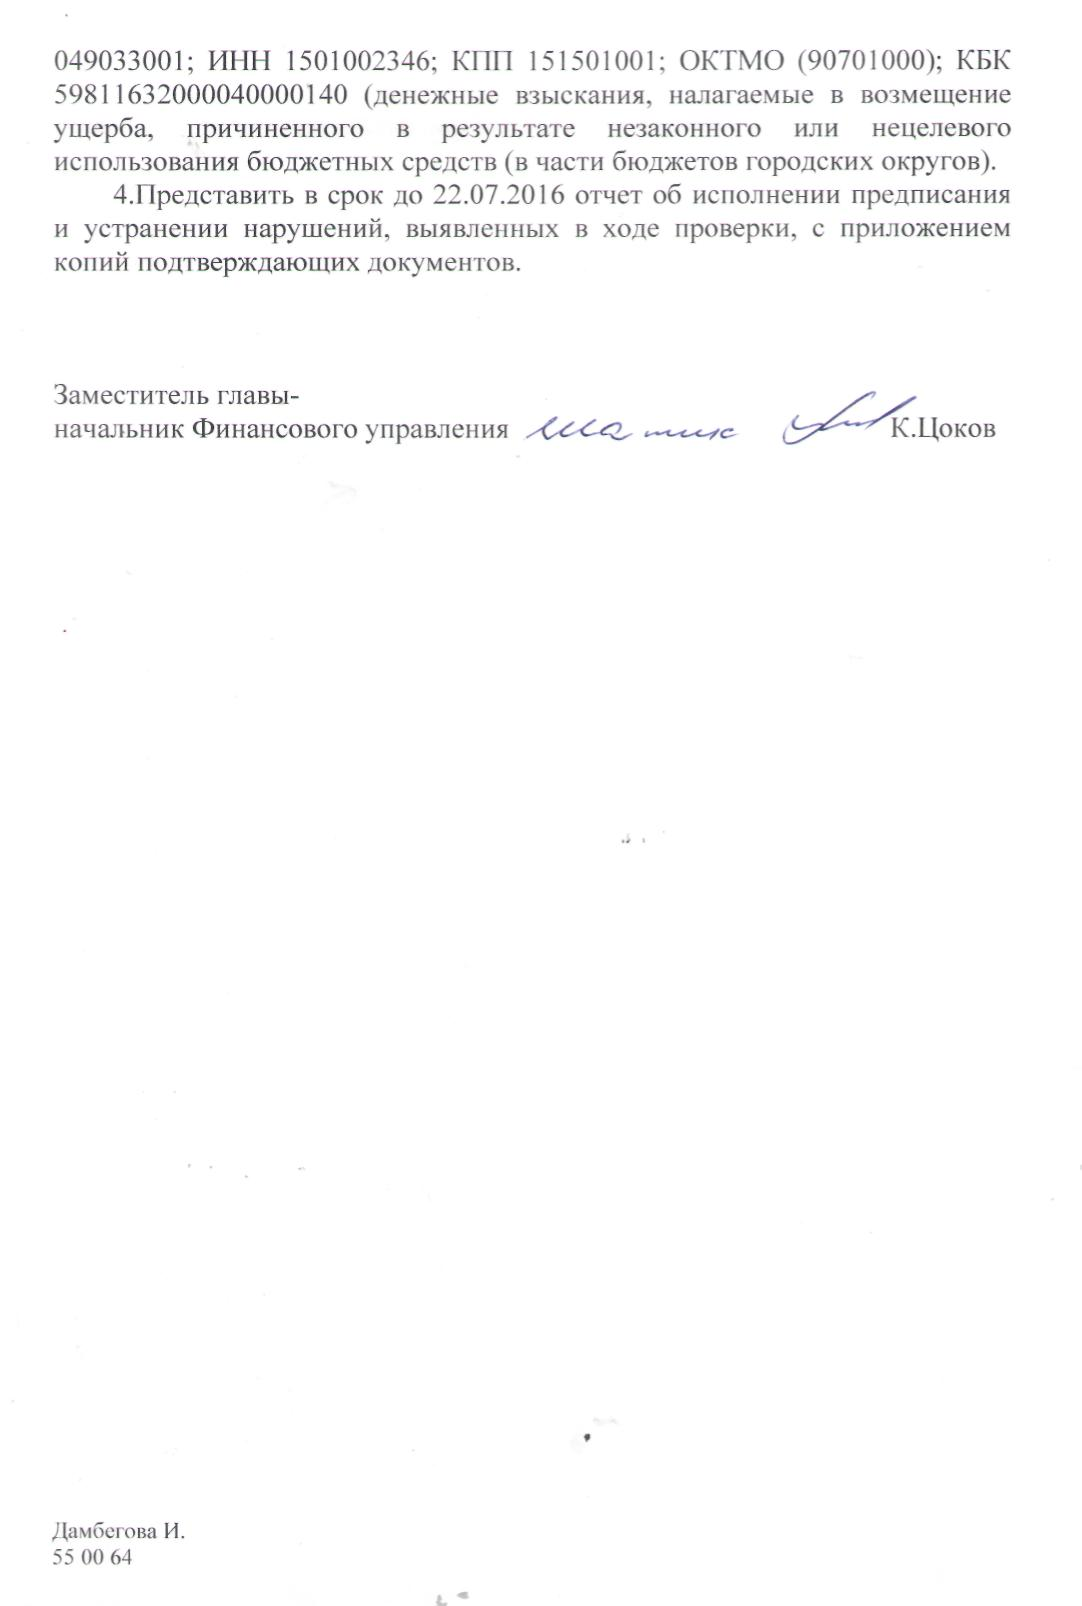 049033001; ИНН 1501002346; КПП 151501001; ОКТМО (90701000); КБК
59811632000040000140 (денежные взыскания, налагаемые в возмещение
ущерба, причиненного в результате незаконного или нецелевого
использования бюджетных средств (в части бюджетов городских округов).
4.Представить в срок до 22.07.2016 отчет об исполнении предписания
и устранении нарушений, выявленных в ходе проверки, с приложением
копий подтверждающих документов.
Заместитель главы-
начальник Финансового управления К.Цоков
Дамбегова И.
55 00 64